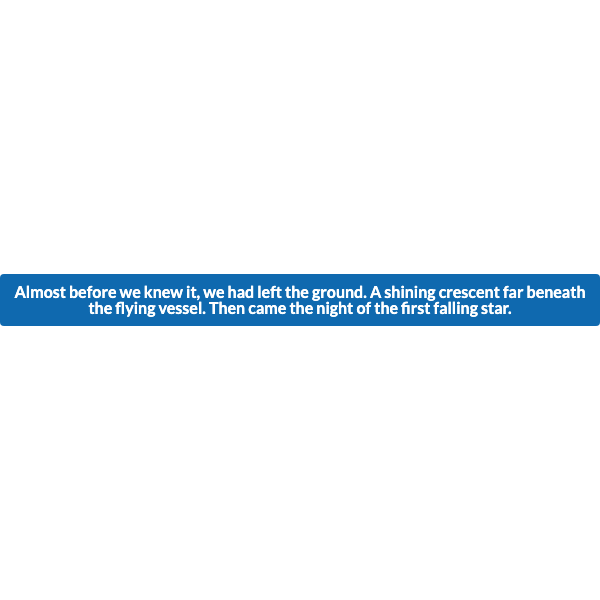 Almost before we knew it, we had left the ground. A shining crescent far beneath
the flying vessel. Then came the night of the first falling star.